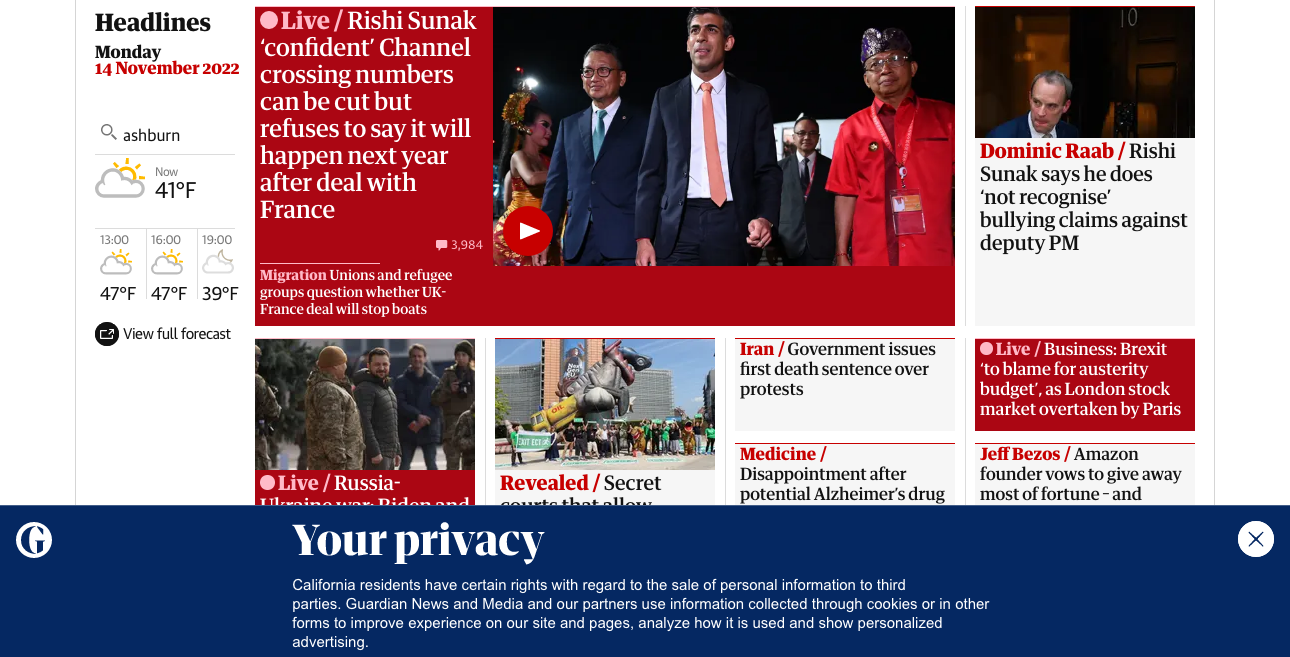 Headlines
Monday
14 November 2022
ashburn
Now
41°F
13:00
47°F
16:00
47°F
19:00
39°F
View full forecast
Live / Rishi Sunak
‘confident’ Channel
crossing numbers
can be cut but
refuses to say it will
happen next year
after deal with
France
3,984
Migration Unions and refugee
groups question whether UK-
France deal will stop boats
10
Dominic Raab / Rishi
Sunak says he does
‘not recognise’
bullying claims against
deputy PM
Live / Russia-
Ukraine war: Biden and
OIL
EXIT ECT
Revealed / Secret
courts that allow
Iran / Government issues
first death sentence over
protests
Medicine /
Disappointment after
potential Alzheimer’s drug
Live / Business: Brexit
‘to blame for austerity
budget’, as London stock
market overtaken by Paris
Jeff Bezos / Amazon
founder vows to give away
most of fortune – and
G
Your privacy
California residents have certain rights with regard to the sale of personal information to third
parties. Guardian News and Media and our partners use information collected through cookies or in other
forms to improve experience on our site and pages, analyze how it is used and show personalized
advertising.